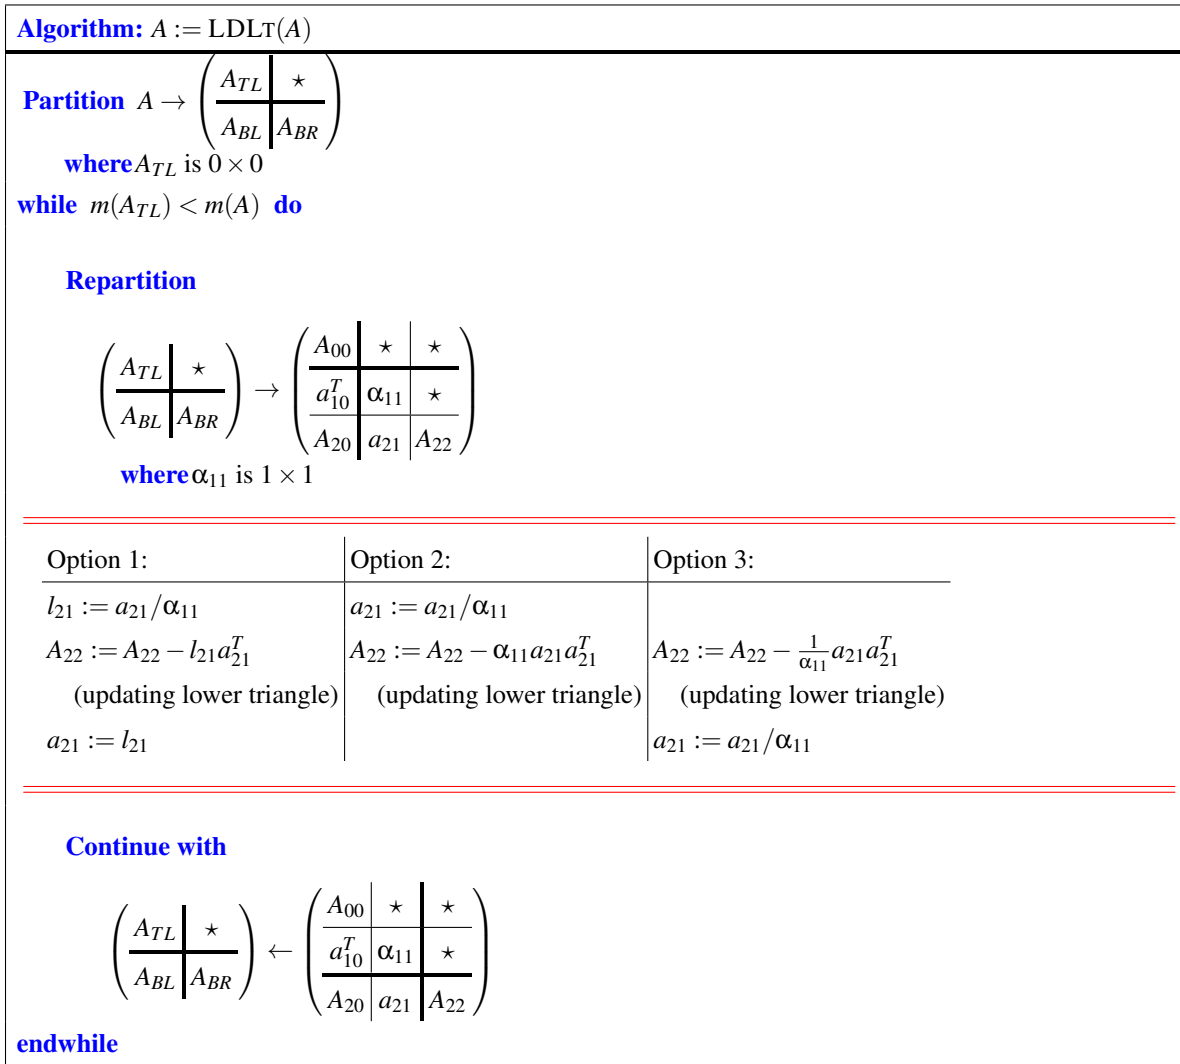 Algorithm: A := LDLT(A)
Partition A → ( A_TL | ⋆ / A_BL | A_BR )
where A_TL is 0 × 0
while m(A_TL) < m(A) do
Repartition
( A_TL | ⋆ / A_BL | A_BR ) → ( A_00 | ⋆ | ⋆ / a_10^T | α_11 | ⋆ / A_20 | a_21 | A_22 )
where α_11 is 1 × 1
Option 1: | Option 2: | Option 3:
l_21 := a_21/α_11 | a_21 := a_21/α_11 |
A_22 := A_22 − l_21 a_21^T | A_22 := A_22 − α_11 a_21 a_21^T | A_22 := A_22 − 1/α_11 a_21 a_21^T
(updating lower triangle) | (updating lower triangle) | (updating lower triangle)
a_21 := l_21 | | a_21 := a_21/α_11
Continue with
( A_TL | ⋆ / A_BL | A_BR ) ← ( A_00 | ⋆ | ⋆ / a_10^T | α_11 | ⋆ / A_20 | a_21 | A_22 )
endwhile